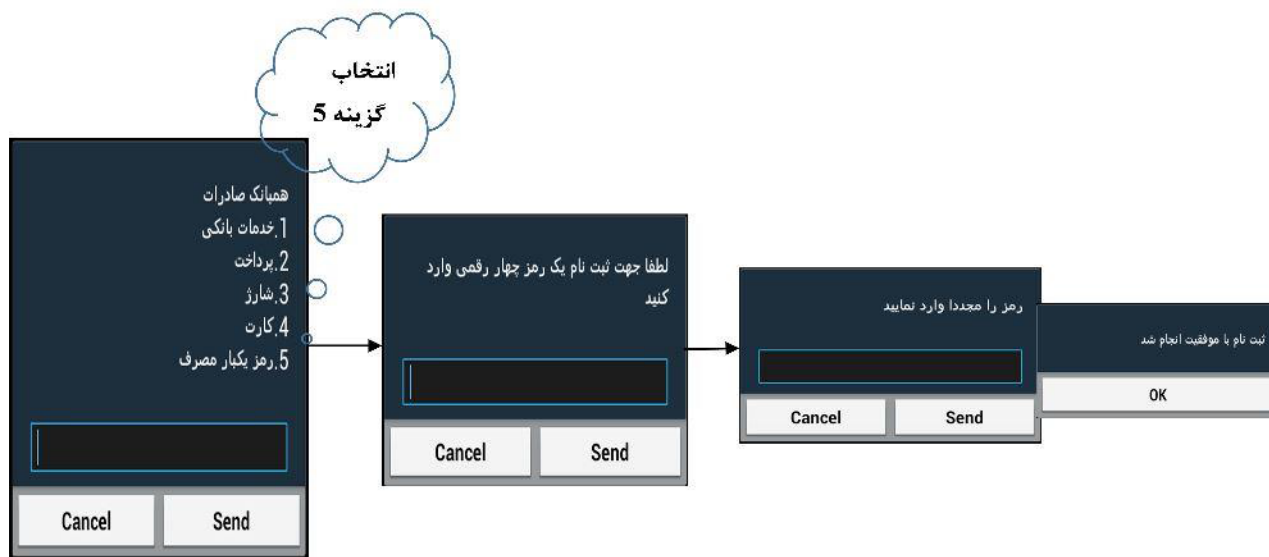 انتخاب
گزینه 5
همبانک صادرات
1.خدمات بانکی
2.پرداخت
3.شارژ
4.کارت
5.رمز یکبار مصرف
Cancel
Send
لطفا جهت ثبت نام یک رمز چهار رقمی وارد
کنید
Cancel
Send
رمز را مجددا وارد نمایید
Cancel
Send
ثبت نام با موفقیت انجام شد
OK